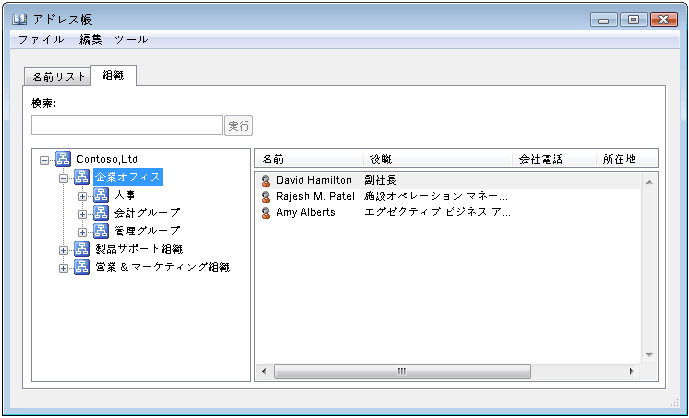 アドレス帳
ファイル 編集 ツール
名前リスト 組織
検索:
実行
Contoso,Ltd
企業オフィス
人事
会計グループ
管理グループ
製品サポート組織
営業 & マーケティング組織
名前 役職 会社電話 所在地
David Hamilton 副社長
Rajesh M. Patel 施設オペレーション マネー...
Amy Alberts エグゼクティブ ビジネス ア...